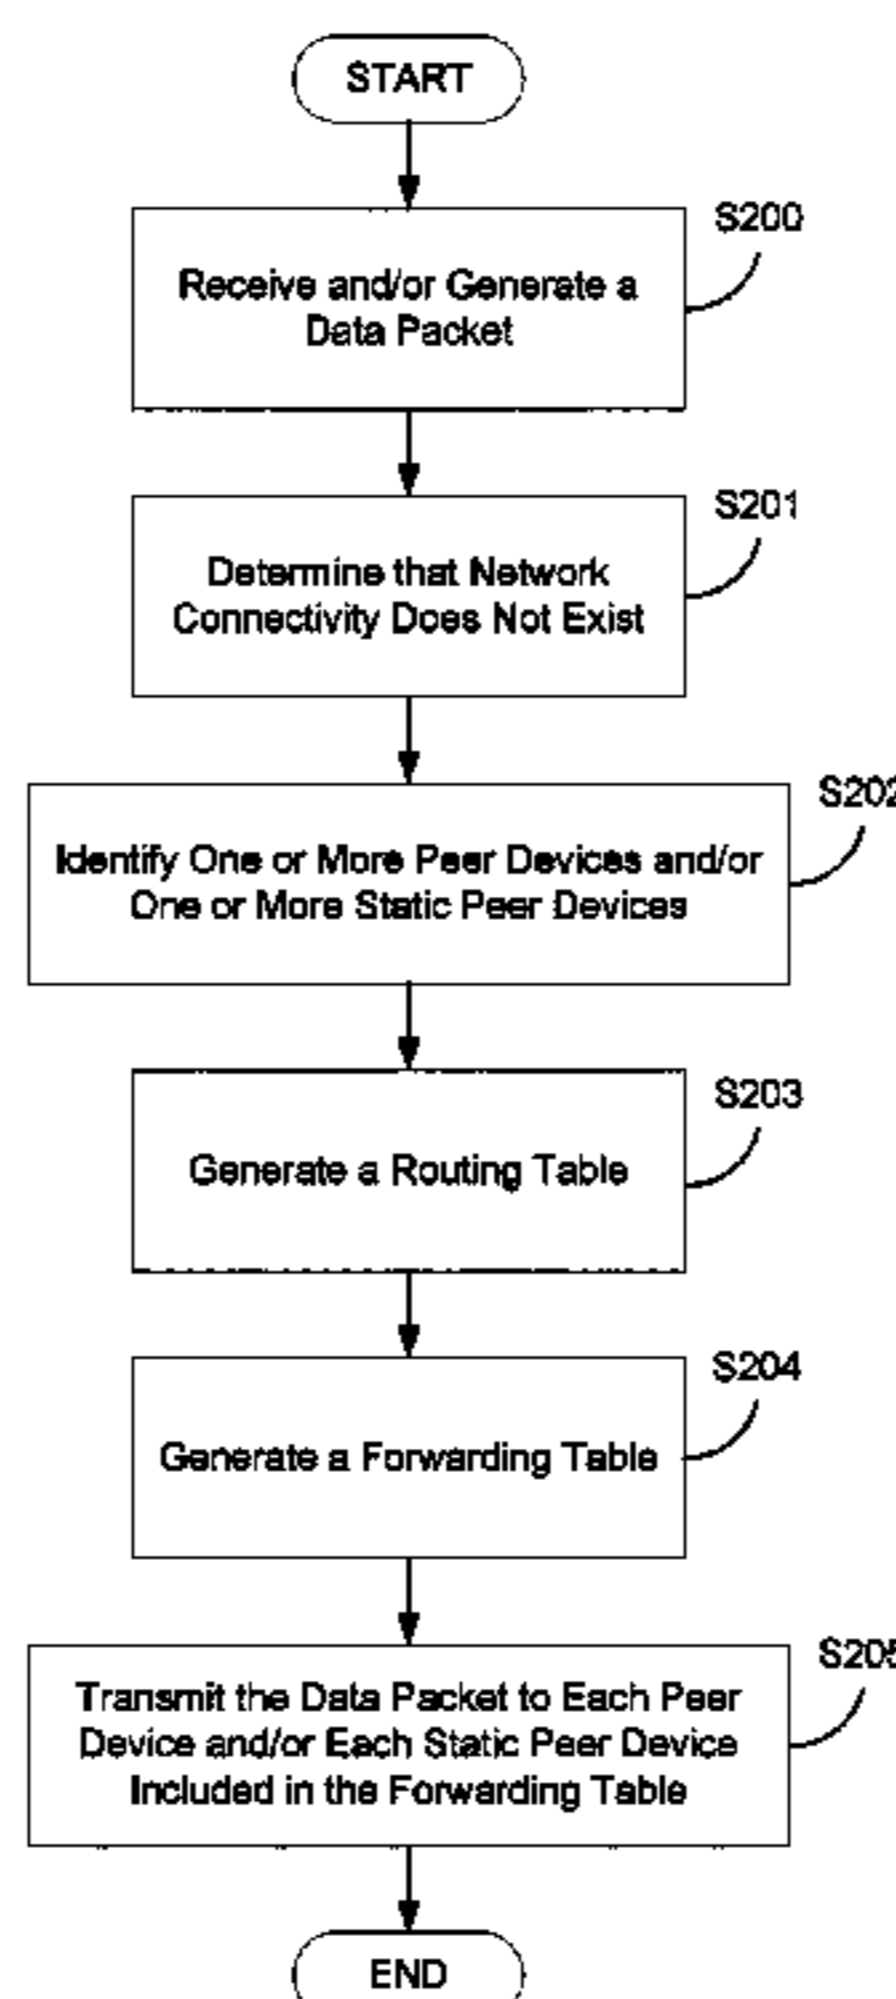 START
S200
Receive and/or Generate a
Data Packet
S201
Determine that Network
Connectivity Does Not Exist
S202
Identify One or More Peer Devices and/or
One or More Static Peer Devices
S203
Generate a Routing Table
S204
Generate a Forwarding Table
S205
Transmit the Data Packet to Each Peer
Device and/or Each Static Peer Device
Included in the Forwarding Table
END